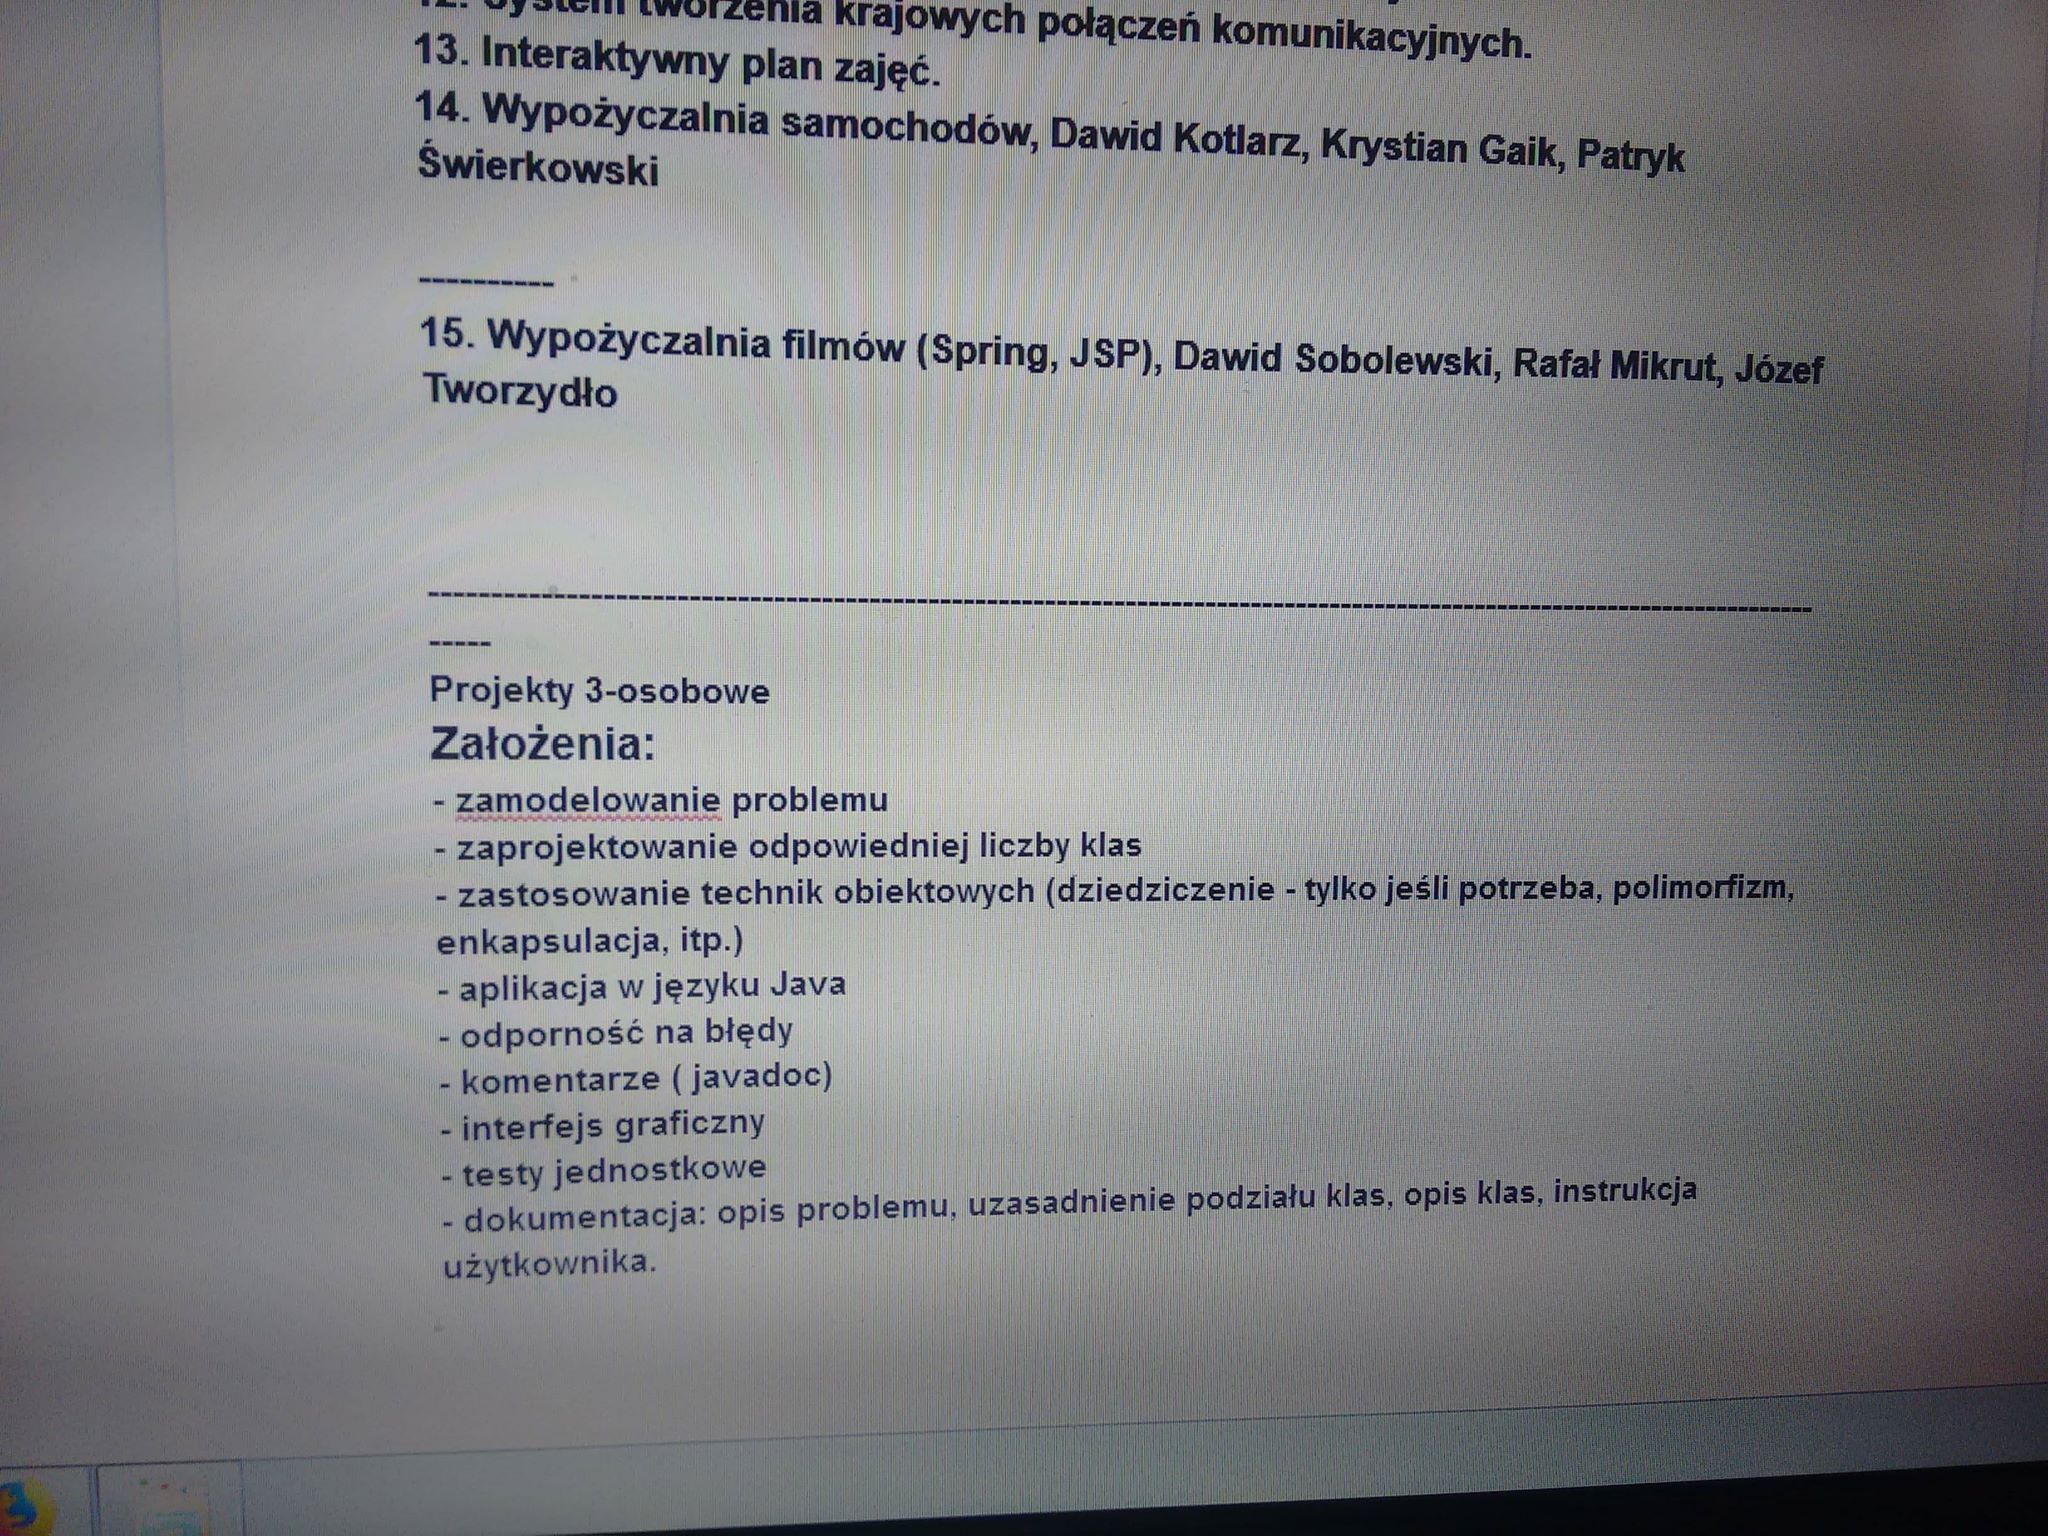 12. System tworzenia krajowych połączeń komunikacyjnych.
13. Interaktywny plan zajęć.
14. Wypożyczalnia samochodów, Dawid Kotlarz, Krystian Gaik, Patryk
Świerkowski
----------
15. Wypożyczalnia filmów (Spring, JSP), Dawid Sobolewski, Rafał Mikrut, Józef
Tworzydło
--------------------------------------------------------------------------------------------------------------
-----
Projekty 3-osobowe
Założenia:
- zamodelowanie problemu
- zaprojektowanie odpowiedniej liczby klas
- zastosowanie technik obiektowych (dziedziczenie - tylko jeśli potrzeba, polimorfizm,
enkapsulacja, itp.)
- aplikacja w języku Java
- odporność na błędy
- komentarze ( javadoc)
- interfejs graficzny
- testy jednostkowe
- dokumentacja: opis problemu, uzasadnienie podziału klas, opis klas, instrukcja
użytkownika.